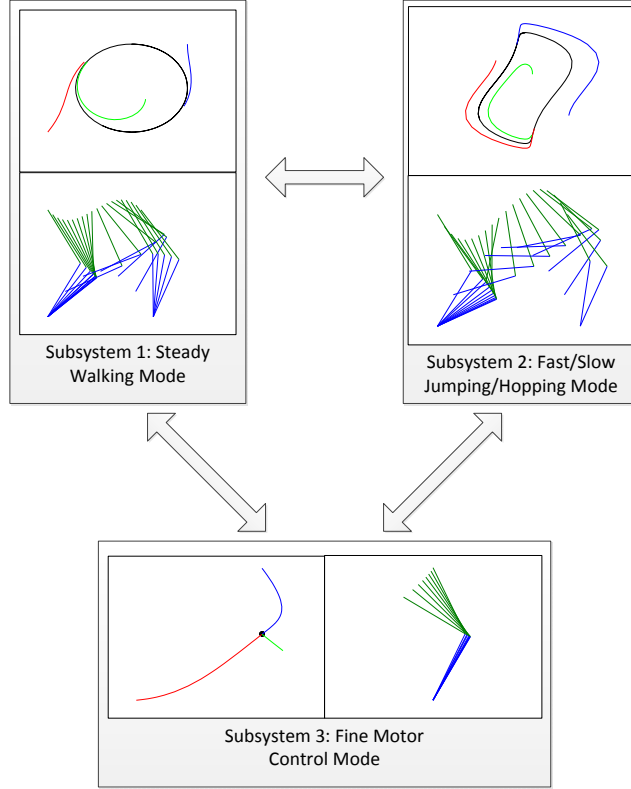 Subsystem 1: Steady
Walking Mode
Subsystem 2: Fast/Slow
Jumping/Hopping Mode
Subsystem 3: Fine Motor
Control Mode